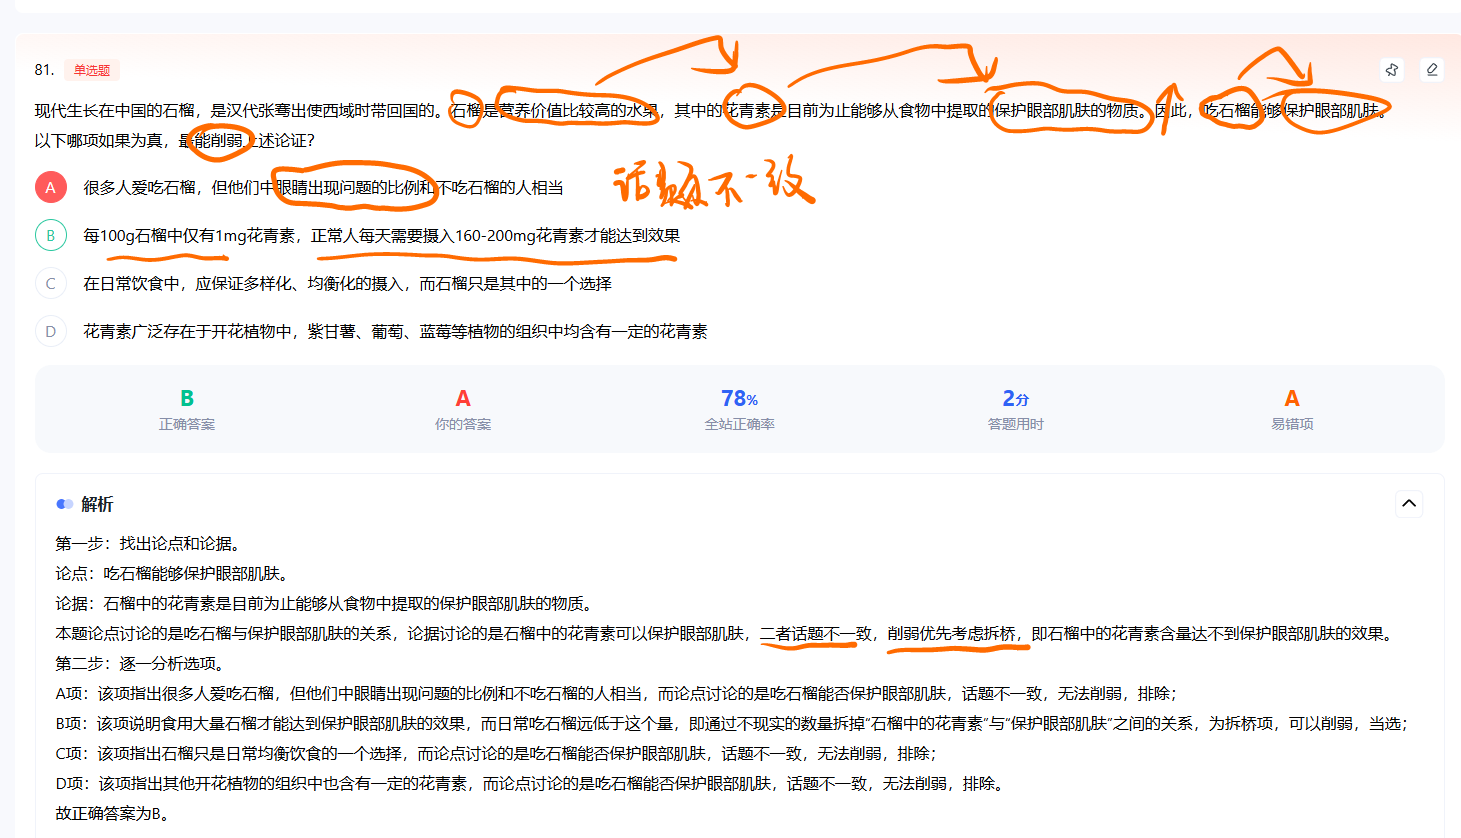 81. 单选题
现代生长在中国的石榴，是汉代张骞出使西域时带回国的。石榴是营养价值比较高的水果，其中的花青素是目前为止能够从食物中提取的保护眼部肌肤的物质。因此，吃石榴能够保护眼部肌肤。
以下哪项如果为真，最能削弱上述论证？
A 很多人爱吃石榴，但他们中眼睛出现问题的比例和不吃石榴的人相当
话题不一致
B 每100g石榴中仅有1mg花青素，正常人每天需要摄入160-200mg花青素才能达到效果
C 在日常饮食中，应保证多样化、均衡化的摄入，而石榴只是其中的一个选择
D 花青素广泛存在于开花植物中，紫甘薯、葡萄、蓝莓等植物的组织中均含有一定的花青素
B A 78% 2分 A
正确答案 你的答案 全站正确率 答题用时 易错项
解析
第一步：找出论点和论据。
论点：吃石榴能够保护眼部肌肤。
论据：石榴中的花青素是目前为止能够从食物中提取的保护眼部肌肤的物质。
本题论点讨论的是吃石榴与保护眼部肌肤的关系，论据讨论的是石榴中的花青素可以保护眼部肌肤，二者话题不一致，削弱优先考虑拆桥，即石榴中的花青素含量达不到保护眼部肌肤的效果。
第二步：逐一分析选项。
A项：该项指出很多人爱吃石榴，但他们中眼睛出现问题的比例和不吃石榴的人相当，而论点讨论的是吃石榴能否保护眼部肌肤，话题不一致，无法削弱，排除；
B项：该项说明食用大量石榴才能达到保护眼部肌肤的效果，而日常吃石榴远低于这个量，即通过不现实的数量拆掉“石榴中的花青素”与“保护眼部肌肤”之间的关系，为拆桥项，可以削弱，当选；
C项：该项指出石榴只是日常均衡饮食的一个选择，而论点讨论的是吃石榴能否保护眼部肌肤，话题不一致，无法削弱，排除；
D项：该项指出其他开花植物的组织中也含有一定的花青素，而论点讨论的是吃石榴能否保护眼部肌肤，话题不一致，无法削弱，排除。
故正确答案为B。